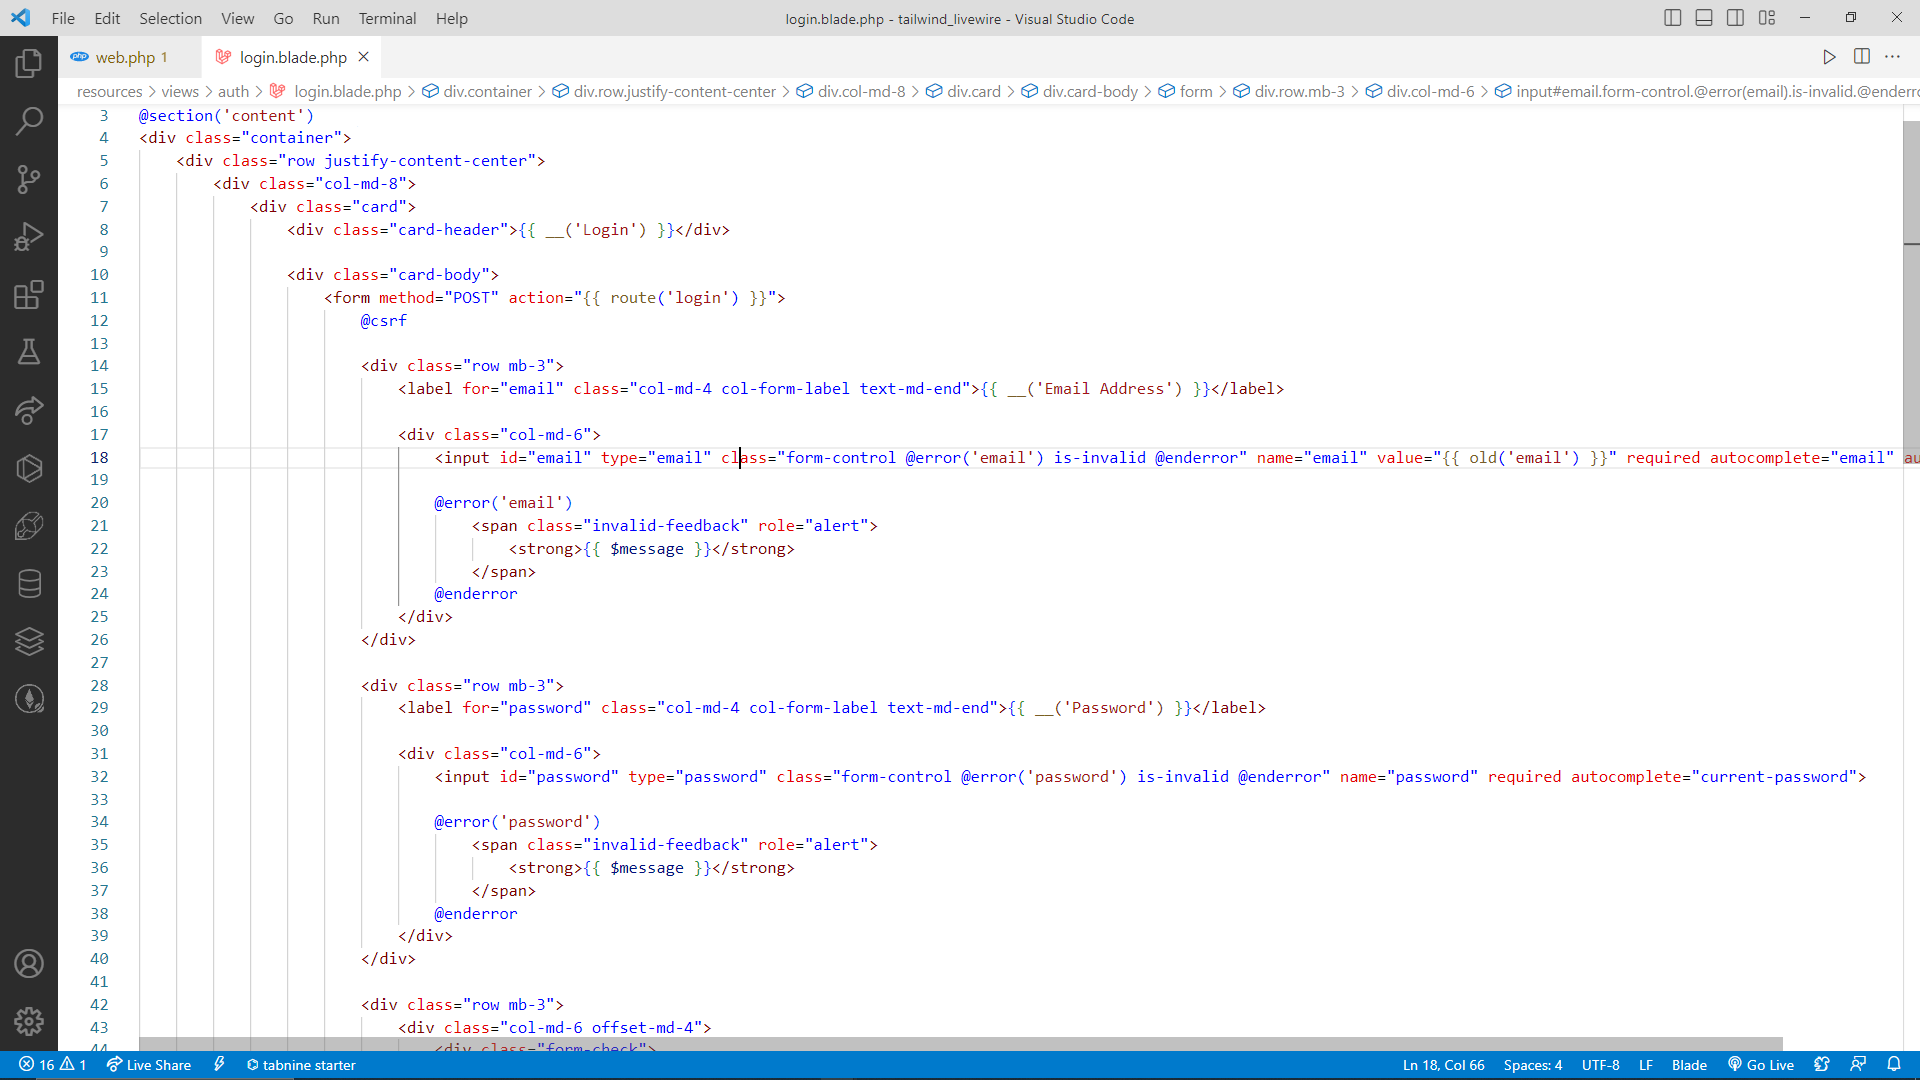 File Edit Selection View Go Run Terminal Help login.blade.php - tailwind_livewire - Visual Studio Code
php web.php 1 login.blade.php
resources > views > auth > login.blade.php > div.container > div.row.justify-content-center > div.col-md-8 > div.card > div.card-body > form > div.row.mb-3 > div.col-md-6 > input#email.form-control.@error(email).is-invalid.@enderro
3 @section('content')
4 <div class="container">
5 <div class="row justify-content-center">
6 <div class="col-md-8">
7 <div class="card">
8 <div class="card-header">{{ __('Login') }}</div>
9
10 <div class="card-body">
11 <form method="POST" action="{{ route('login') }}">
12 @csrf
13
14 <div class="row mb-3">
15 <label for="email" class="col-md-4 col-form-label text-md-end">{{ __('Email Address') }}</label>
16
17 <div class="col-md-6">
18 <input id="email" type="email" class="form-control @error('email') is-invalid @enderror" name="email" value="{{ old('email') }}" required autocomplete="email" au
19
20 @error('email')
21 <span class="invalid-feedback" role="alert">
22 <strong>{{ $message }}</strong>
23 </span>
24 @enderror
25 </div>
26 </div>
27
28 <div class="row mb-3">
29 <label for="password" class="col-md-4 col-form-label text-md-end">{{ __('Password') }}</label>
30
31 <div class="col-md-6">
32 <input id="password" type="password" class="form-control @error('password') is-invalid @enderror" name="password" required autocomplete="current-password">
33
34 @error('password')
35 <span class="invalid-feedback" role="alert">
36 <strong>{{ $message }}</strong>
37 </span>
38 @enderror
39 </div>
40 </div>
41
42 <div class="row mb-3">
43 <div class="col-md-6 offset-md-4">
44 <div class="form-check">
16 1 Live Share tabnine starter Ln 18, Col 66 Spaces: 4 UTF-8 LF Blade Go Live